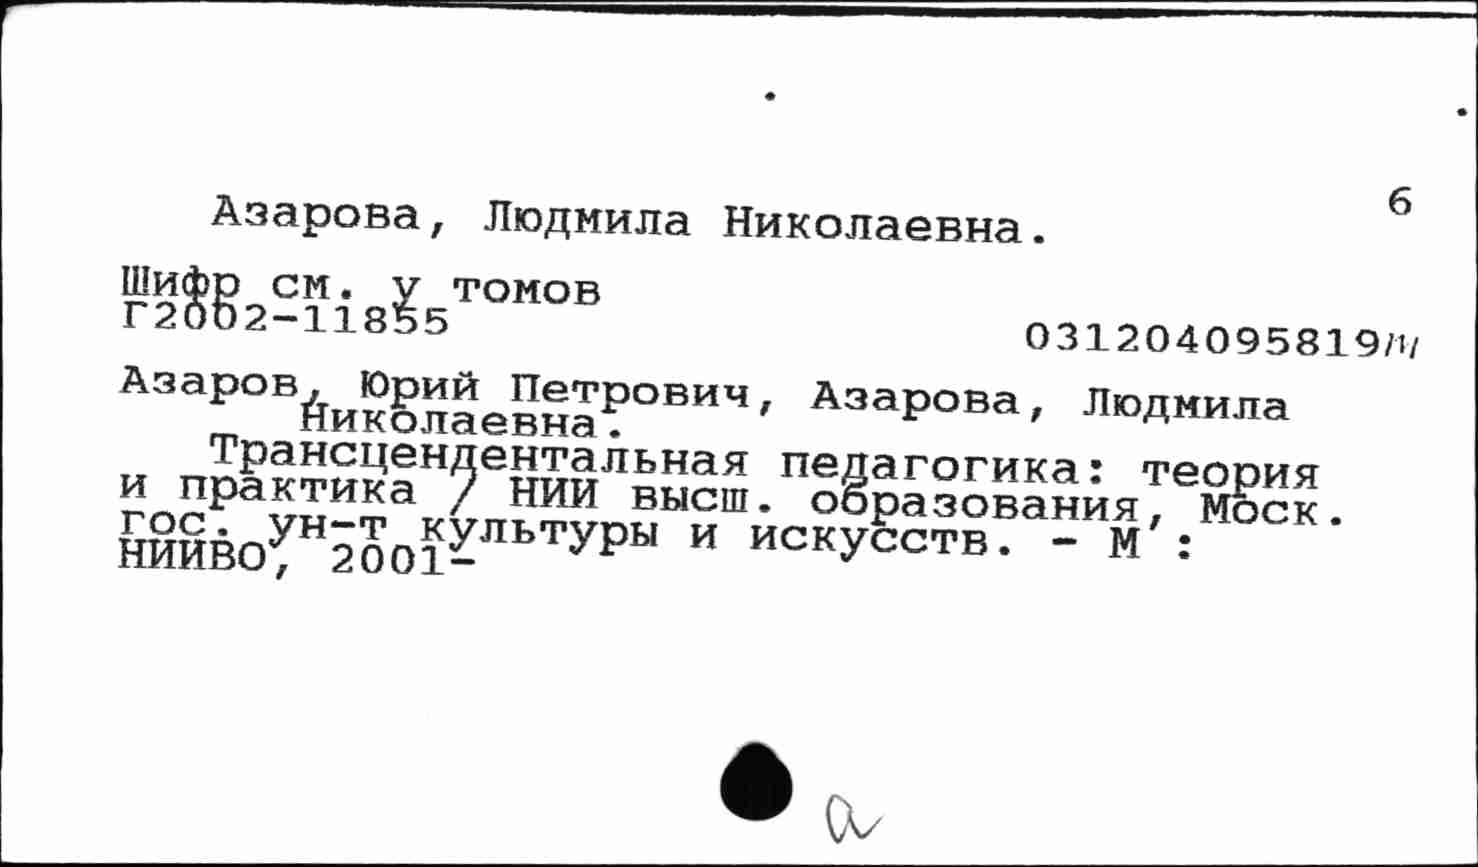 6
Азарова, Людмила Николаевна.
Шифр см. у томов
Г2002-11855
031204095819
Азаров, Юрий Петрович, Азарова, Людмила
Николаевна.
Трансцендентальная педагогика: теория
и практика / НИИ высш. образования, Моск.
гос. ун-т культуры и искусств. - М :
НИИВО, 2001-
а